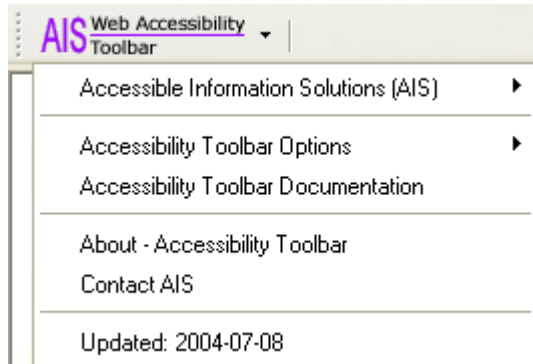 AIS Web Accessibility
Toolbar
Accessible Information Solutions (AIS)
Accessibility Toolbar Options
Accessibility Toolbar Documentation
About - Accessibility Toolbar
Contact AIS
Updated: 2004-07-08